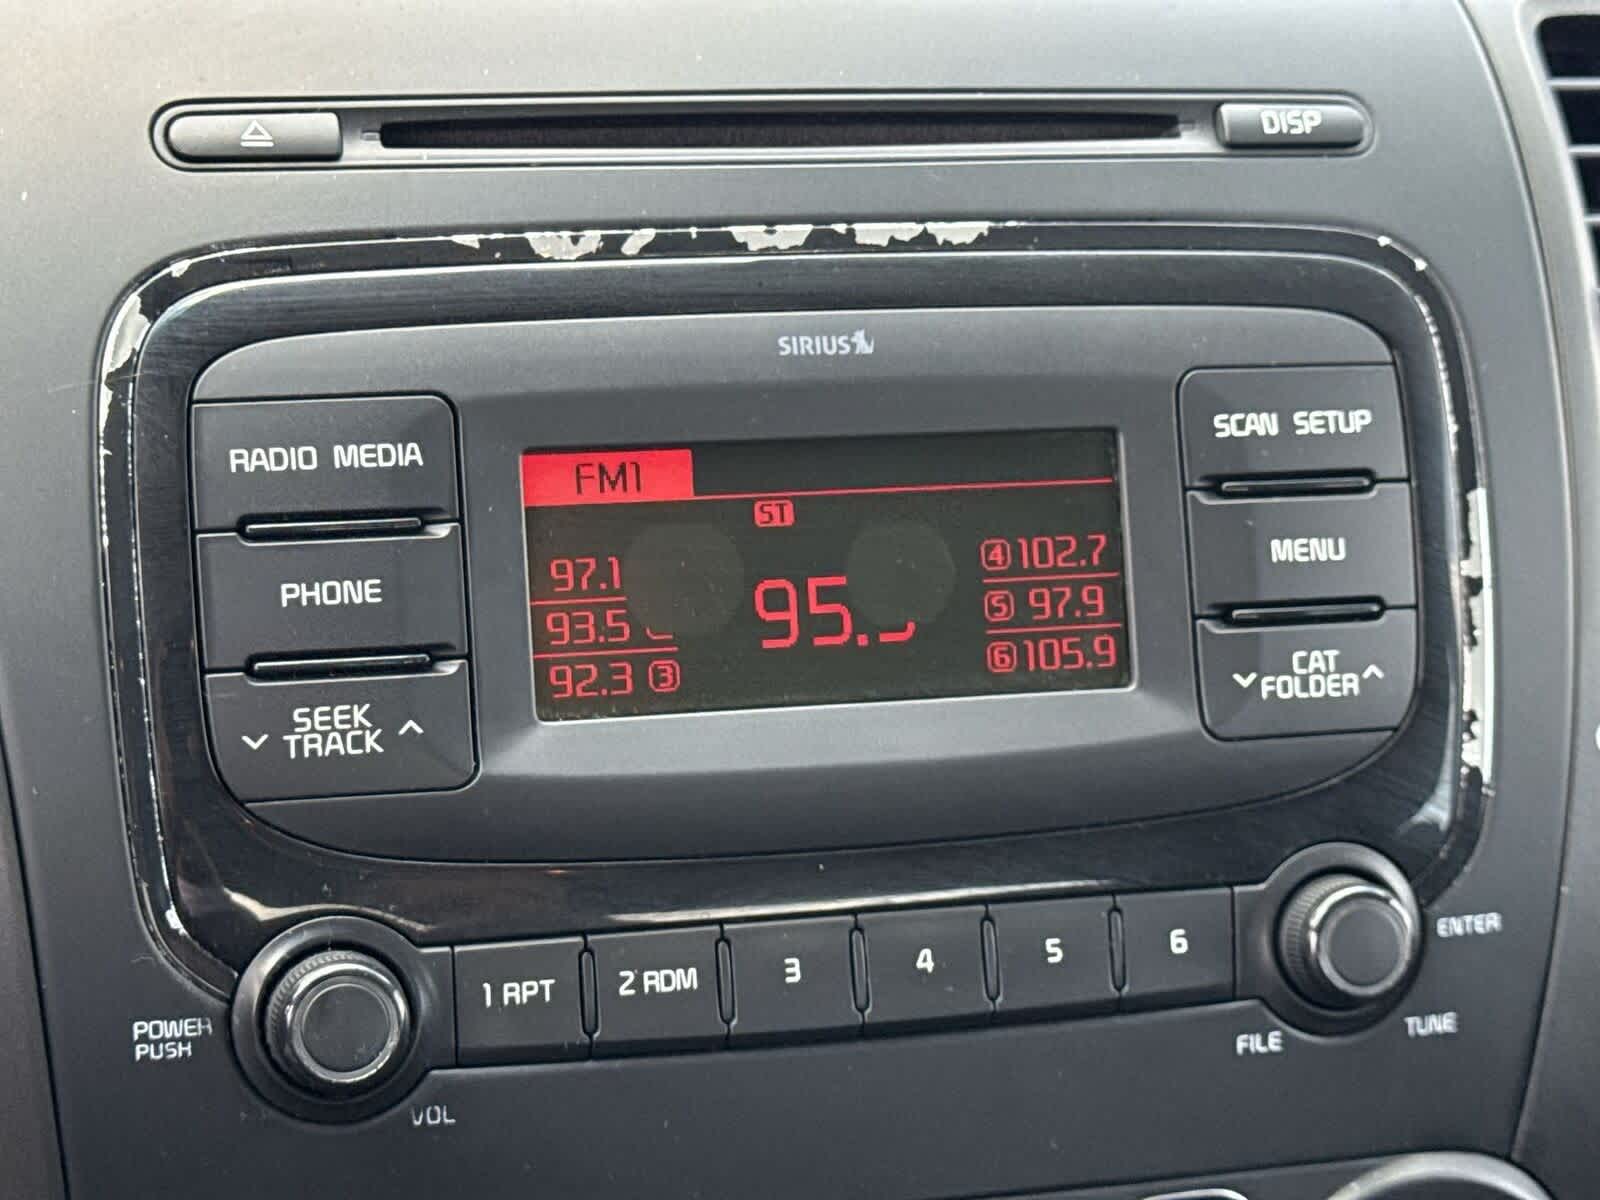 DISP
SIRIUS
RADIO MEDIA
SCAN SETUP
FM1
ST
97.1
4 102.7
PHONE
MENU
93.5
95.
5 97.9
92.3 3
6 105.9
SEEK
TRACK
CAT
FOLDER
1 RPT
2 RDM
3
4
5
6
POWER
PUSH
VOL
ENTER
TUNE
FILE